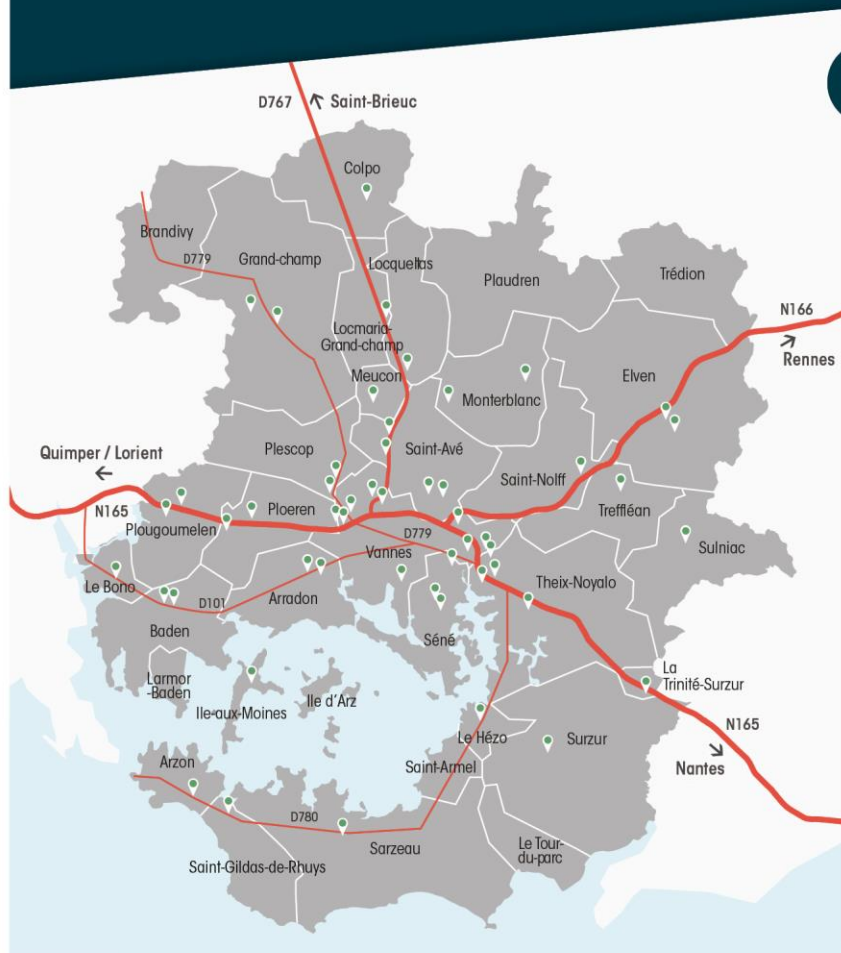 D767
Saint-Brieuc
Colpo
Brandivy
D779
Grand-champ
Locqueltas
Plaudren
Trédion
N166
Rennes
Locmaria-
Grand-champ
Meucon
Monterblanc
Elven
Plescop
Saint-Avé
Saint-Nolff
Quimper / Lorient
N165
Plougoumelen
Ploeren
Treffléan
D779
Vannes
Sulniac
Le Bono
D101
Arradon
Theix-Noyalo
Baden
Séné
Larmor
-Baden
Ile-aux-Moines
Ile d'Arz
La
Trinité-Surzur
Le Hézo
Surzur
N165
Nantes
Arzon
Saint-Armel
D780
Sarzeau
Saint-Gildas-de-Rhuys
Le Tour-
du-parc